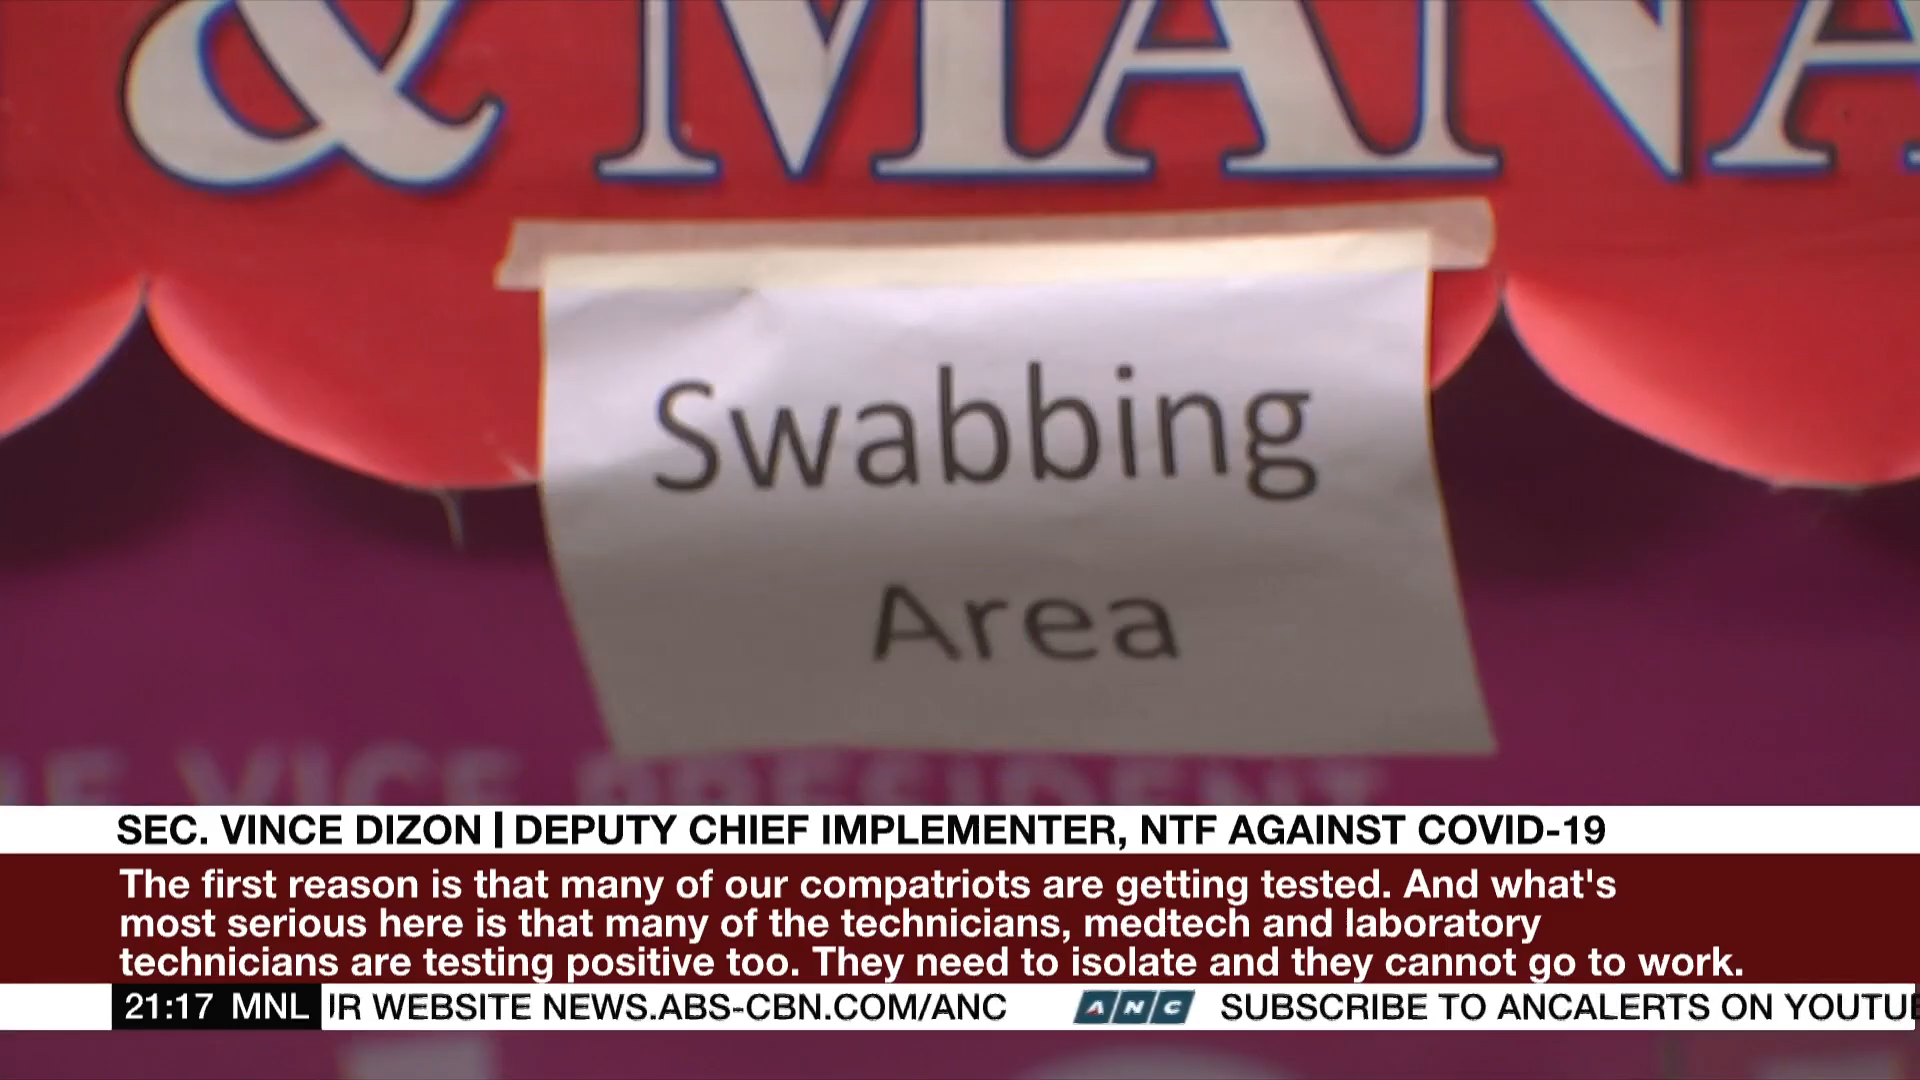 & MANA
Swabbing
Area
VICE PRESIDENT
SEC. VINCE DIZON | DEPUTY CHIEF IMPLEMENTER, NTF AGAINST COVID-19
The first reason is that many of our compatriots are getting tested. And what's
most serious here is that many of the technicians, medtech and laboratory
technicians are testing positive too. They need to isolate and they cannot go to work.
21:17 MNL IR WEBSITE NEWS.ABS-CBN.COM/ANC ANC SUBSCRIBE TO ANCALERTS ON YOUTUE